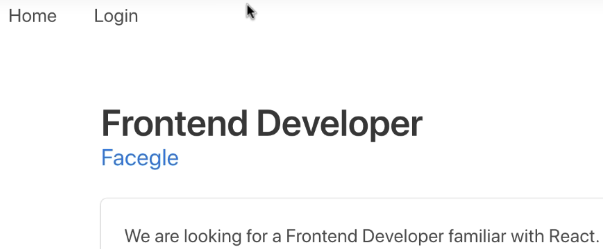 Home Login
Frontend Developer
Facegle
We are looking for a Frontend Developer familiar with React.